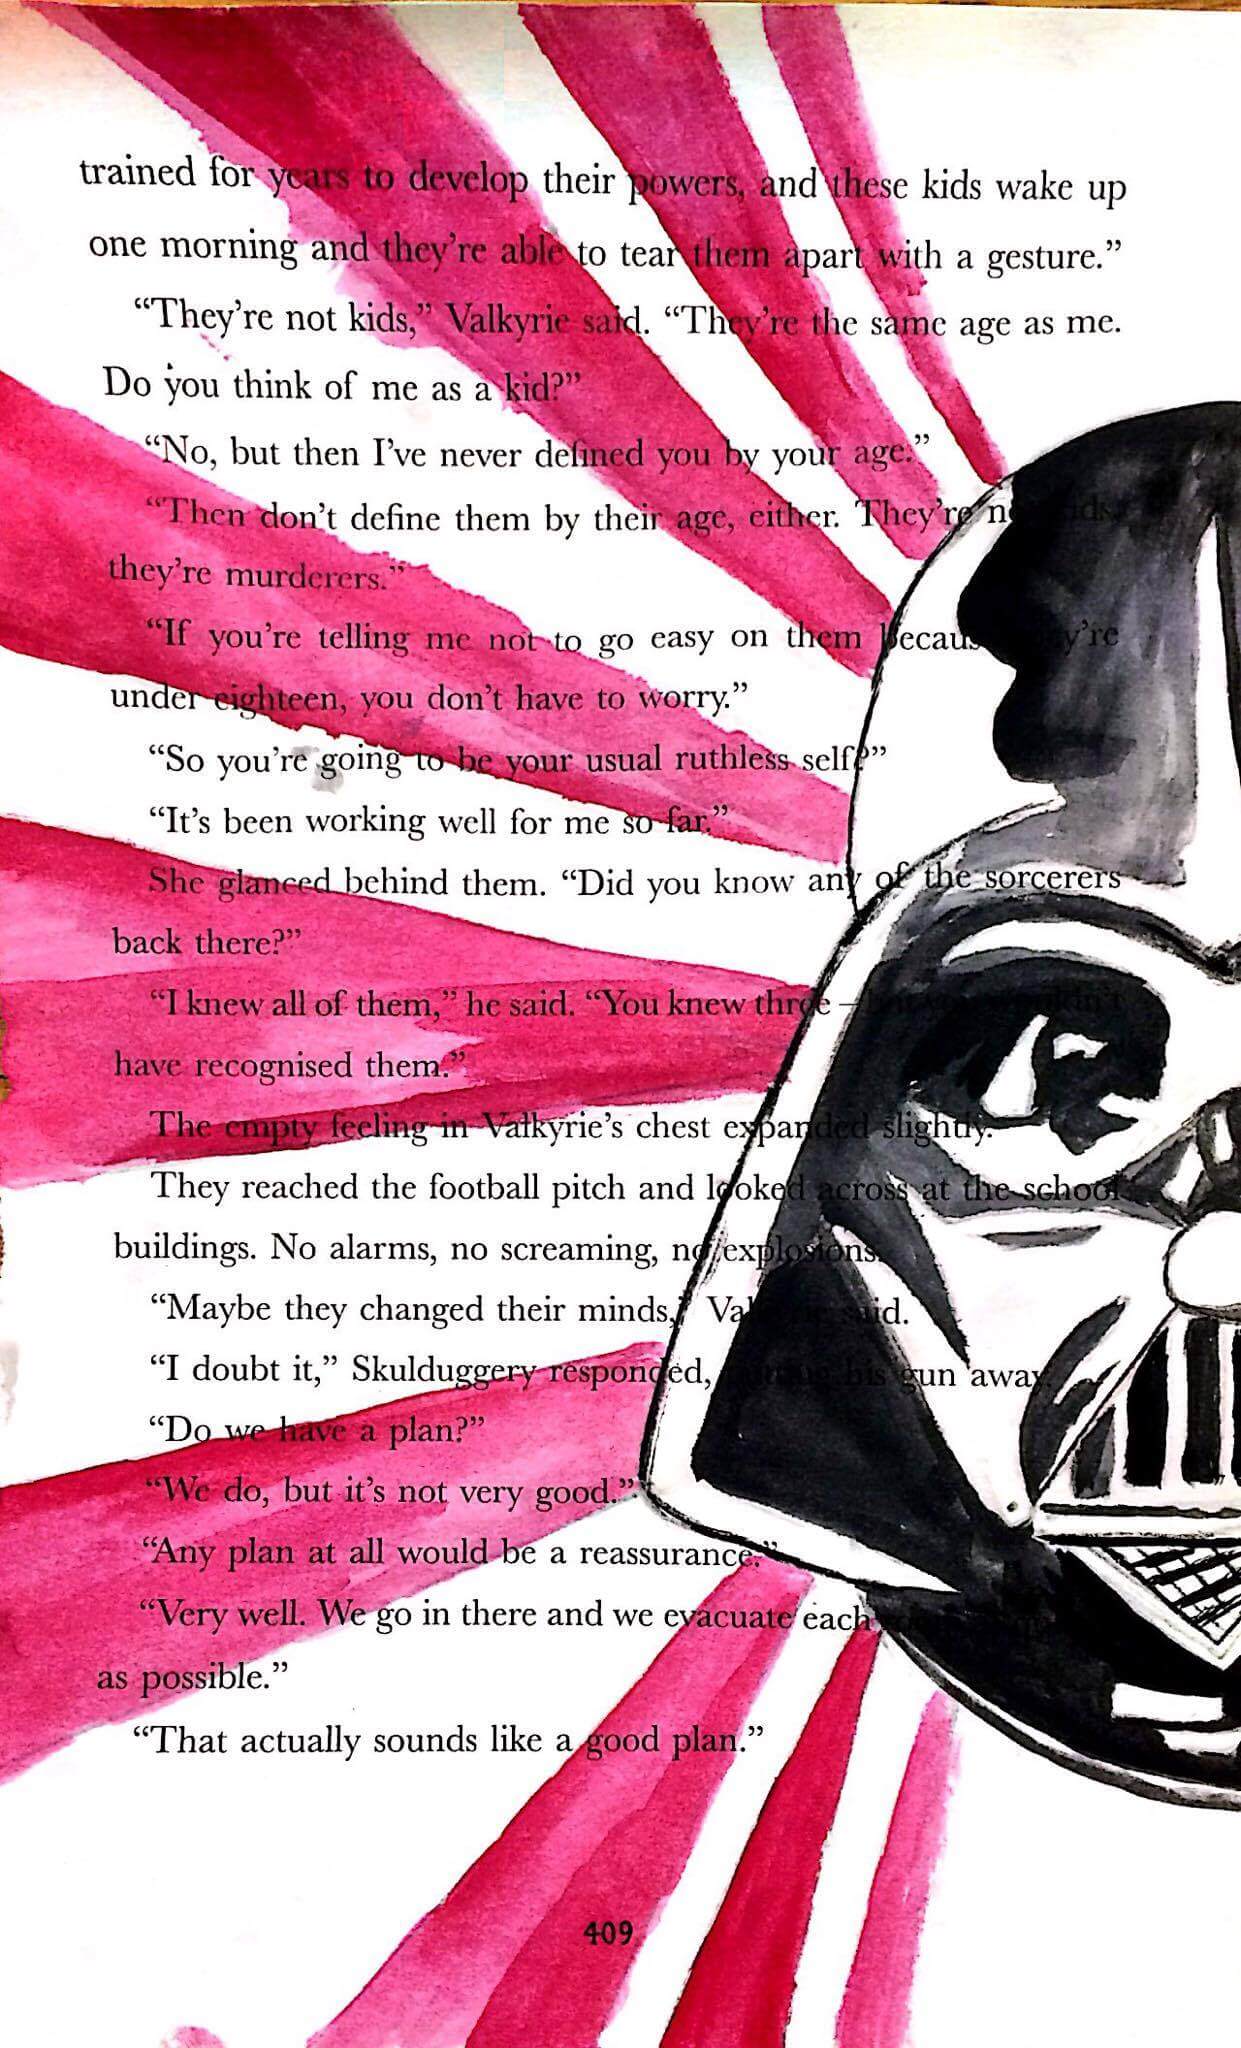 trained for years to develop their powers, and these kids wake up
one morning and they're able to tear them apart with a gesture.”
“They're not kids,” Valkyrie said. “They're the same age as me.
Do you think of me as a kid?”
“No, but then I've never defined you by your age.”
“Then don't define them by their age, either. They're
they're murderers.”
“If you're telling me not to go easy on them because they're
under eighteen, you don't have to worry.”
“So you're going to be your usual ruthless self?”
“It's been working well for me so far.”
She glanced behind them. “Did you know any of the sorcerers
back there?”
“I knew all of them,” he said. “You knew three –
have recognised them.”
The empty feeling in Valkyrie's chest expanded slightly.
They reached the football pitch and looked across at the school
buildings. No alarms, no screaming, no explosions.
“Maybe they changed their minds,” Valkyrie said.
“I doubt it,” Skulduggery responded, his gun away.
“Do we have a plan?”
“We do, but it's not very good.”
“Any plan at all would be a reassurance.”
“Very well. We go in there and we evacuate each
as possible.”
“That actually sounds like a good plan.”
409